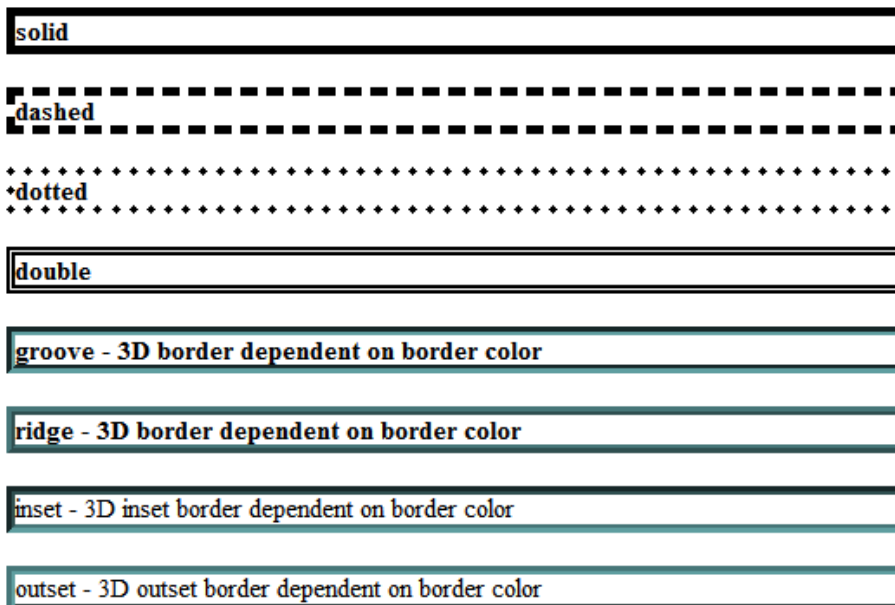 solid
dashed
dotted
double
groove - 3D border dependent on border color
ridge - 3D border dependent on border color
inset - 3D inset border dependent on border color
outset - 3D outset border dependent on border color